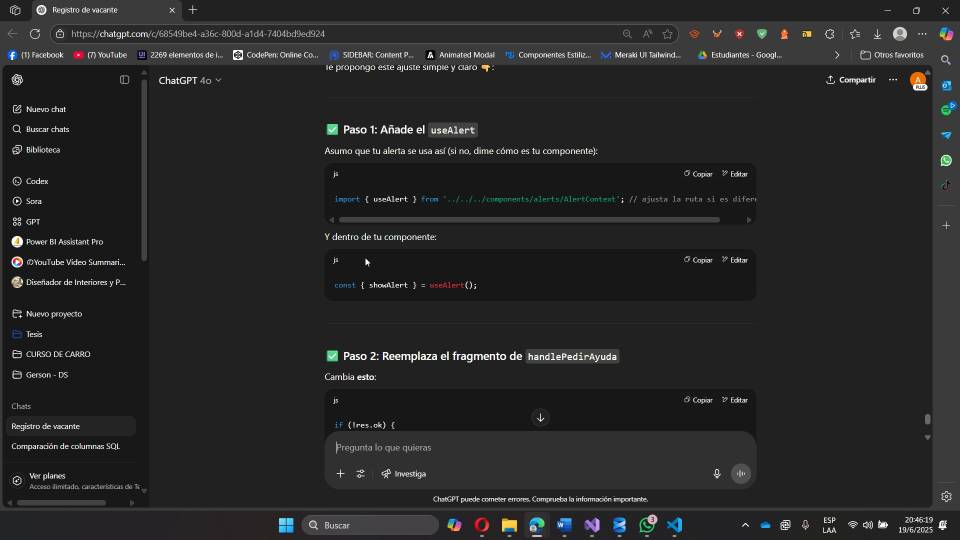 Registro de vacante
https://chatgpt.com/c/68549be4-a36c-800d-a1d4-7404bd9ed924
(1) Facebook
(7) YouTube
2269 elementos de i...
CodePen: Online Co...
SIDEBAR: Content P...
Animated Modal
Componentes Estiliz...
Meraki UI Tailwind...
Estudiantes - Googl...
Otros favoritos
ChatGPT 4o
Compartir
Nuevo chat
Buscar chats
Biblioteca
Codex
Sora
GPT
Power BI Assistant Pro
YouTube Video Summari...
Diseñador de Interiores y P...
Nuevo proyecto
Tesis
CURSO DE CARRO
Gerson - DS
Chats
Registro de vacante
Comparación de columnas SQL
Ver planes
Acceso ilimitado, características de Te
Te propongo este ajuste simple y claro 👇:
✅ Paso 1: Añade el useAlert
Asumo que tu alerta se usa así (si no, dime cómo es tu componente):
js
Copiar
Editar
import { useAlert } from '../../../components/alerts/AlertContext'; // ajusta la ruta si es difere
Y dentro de tu componente:
js
Copiar
Editar
const { showAlert } = useAlert();
✅ Paso 2: Reemplaza el fragmento de handlePedirAyuda
Cambia esto:
js
Copiar
Editar
if (!res.ok) {
Pregunta lo que quieras
Investiga
ChatGPT puede cometer errores. Comprueba la información importante.
A
PLUS
Buscar
3
ESP
LAA
20:46:19
19/6/2025